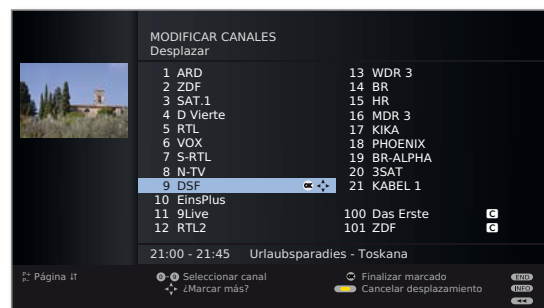 MODIFICAR CANALES
Desplazar
1 ARD
2 ZDF
3 SAT.1
4 D Vierte
5 RTL
6 VOX
7 S-RTL
8 N-TV
9 DSF OK
10 EinsPlus
11 9Live
12 RTL2
13 WDR 3
14 BR
15 HR
16 MDR 3
17 KIKA
18 PHOENIX
19 BR-ALPHA
20 3SAT
21 KABEL 1
100 Das Erste C
101 ZDF C
21:00 - 21:45 Urlaubsparadies - Toskana
P+ P- Página
0-9 Seleccionar canal
¿Marcar más?
OK Finalizar marcado
Cancelar desplazamiento
END
INFO